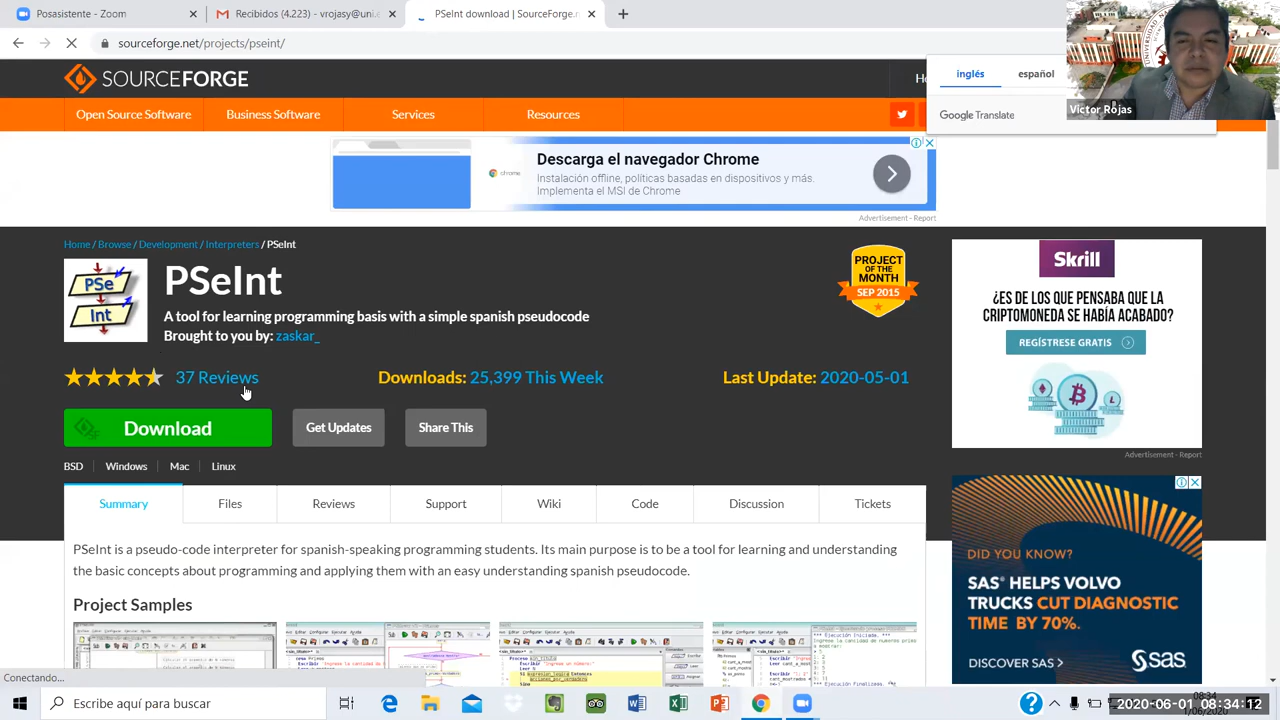 Posasistente - Zoom
Recibidos (4.223) - vrojasy@uni
PSeInt download | SourceForge.n
sourceforge.net/projects/pseint/
SOURCEFORGE
inglés español
Google Translate
Victor Rojas
Open Source Software Business Software Services Resources
Descarga el navegador Chrome
Instalación offline, políticas basadas en dispositivos y más.
Implementa el MSI de Chrome
chrome
Advertisement - Report
Home / Browse / Development / Interpreters / PSeInt
PSe
Int
PSeInt
A tool for learning programming basis with a simple spanish pseudocode
Brought to you by: zaskar_
PROJECT
OF THE
MONTH
SEP 2015
37 Reviews
Downloads: 25,399 This Week
Last Update: 2020-05-01
Download
Get Updates
Share This
BSD Windows Mac Linux
Skrill
¿ES DE LOS QUE PENSABA QUE LA
CRIPTOMONEDA SE HABÍA ACABADO?
REGÍSTRESE GRATIS
Advertisement - Report
Summary Files Reviews Support Wiki Code Discussion Tickets
PSeInt is a pseudo-code interpreter for spanish-speaking programming students. Its main purpose is to be a tool for learning and understanding
the basic concepts about programming and applying them with an easy understanding spanish pseudocode.
Project Samples
DID YOU KNOW?
SAS® HELPS VOLVO
TRUCKS CUT DIAGNOSTIC
TIME BY 70%.
DISCOVER SAS >
sas
Conectando...
Escribe aquí para buscar
08:34
1/06/2020
2020-06-01 08:34:12